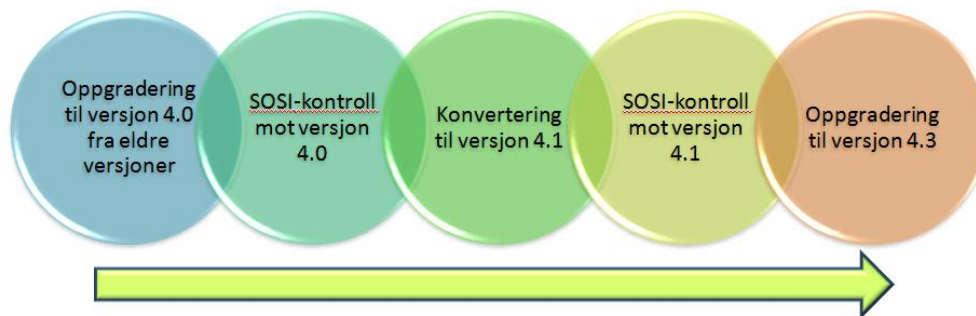 Oppgradering
til versjon 4.0
fra eldre
versjoner
SOSI-kontroll
mot versjon
4.0
Konvertering
til versjon 4.1
SOSI-kontroll
mot versjon
4.1
Oppgradering
til versjon 4.3